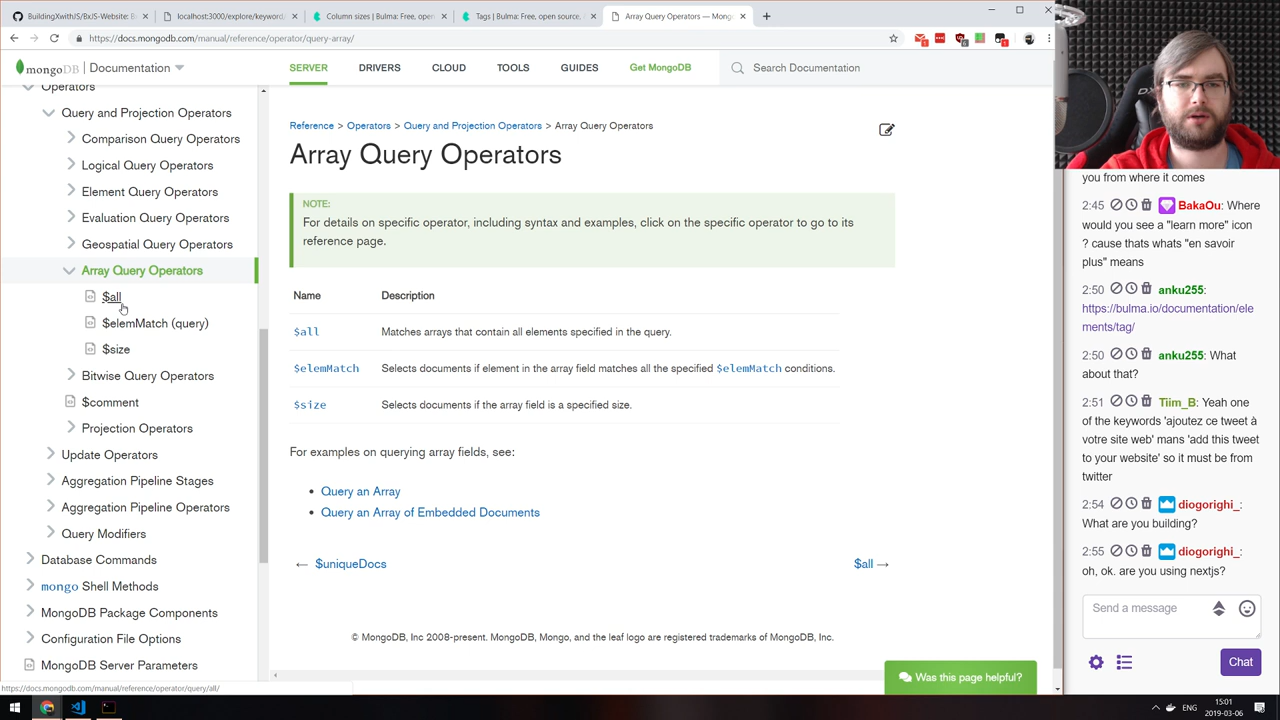 BuildingXwithJS/BxJS-Website: B
localhost:3000/explore/keyword
Column sizes | Bulma: Free, open
Tags | Bulma: Free, open source,
Array Query Operators — Mong
https://docs.mongodb.com/manual/reference/operator/query-array/
mongoDB Documentation
SERVER
DRIVERS
CLOUD
TOOLS
GUIDES
Get MongoDB
Search Documentation
Operators
Query and Projection Operators
Comparison Query Operators
Logical Query Operators
Element Query Operators
Evaluation Query Operators
Geospatial Query Operators
Array Query Operators
$all
$elemMatch (query)
$size
Bitwise Query Operators
$comment
Projection Operators
Update Operators
Aggregation Pipeline Stages
Aggregation Pipeline Operators
Query Modifiers
Database Commands
mongo Shell Methods
MongoDB Package Components
Configuration File Options
MongoDB Server Parameters
https://docs.mongodb.com/manual/reference/operator/query/all/
Reference > Operators > Query and Projection Operators > Array Query Operators
Array Query Operators
NOTE:
For details on specific operator, including syntax and examples, click on the specific operator to go to its
reference page.
Name Description
$all Matches arrays that contain all elements specified in the query.
$elemMatch Selects documents if element in the array field matches all the specified $elemMatch conditions.
$size Selects documents if the array field is a specified size.
For examples on querying array fields, see:
• Query an Array
• Query an Array of Embedded Documents
← $uniqueDocs
$all →
© MongoDB, Inc 2008-present. MongoDB, Mongo, and the leaf logo are registered trademarks of MongoDB, Inc.
Was this page helpful?
you from where it comes
2:45 BakaOu: Where
would you see a "learn more" icon
? cause thats whats "en savoir
plus" means
2:50 anku255:
https://bulma.io/documentation/ele
ments/tag/
2:50 anku255: What
about that?
2:51 Tiim_B: Yeah one
of the keywords 'ajoutez ce tweet à
votre site web' mans 'add this tweet
to your website' so it must be from
twitter
2:54 diogorighi_:
What are you building?
2:55 diogorighi_:
oh, ok. are you using nextjs?
Send a message
Chat
ENG
15:01
2019-03-06